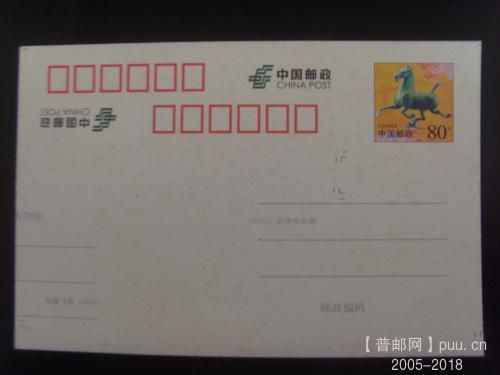 中国邮政
CHINA POST
中国邮政
CHINA POST
CHINA
中国邮政 80分
邮政编码
【普邮网】puu.cn
2005-2018